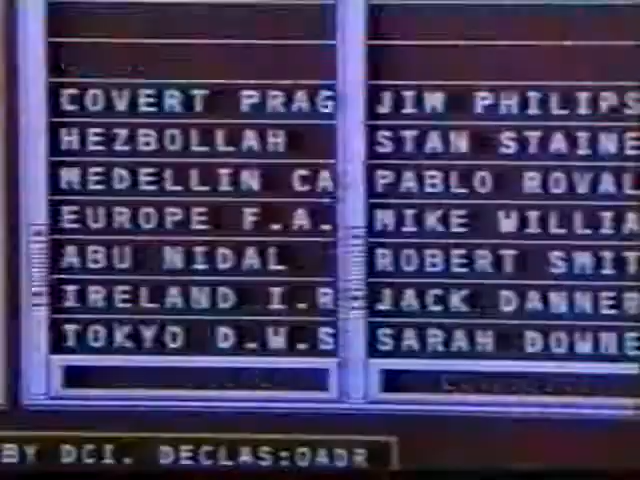 COVERT PRAG JIM PHILIPS
HEZBOLLAH STAN STAINE
MEDELLIN CA PABLO ROVAL
EUROPE F.A. MIKE WILLIA
ABU NIDAL ROBERT SMIT
IRELAND I.R JACK DANNER
TOKYO D.W.S SARAH DOWNE
BY DCI. DECLAS:OADR